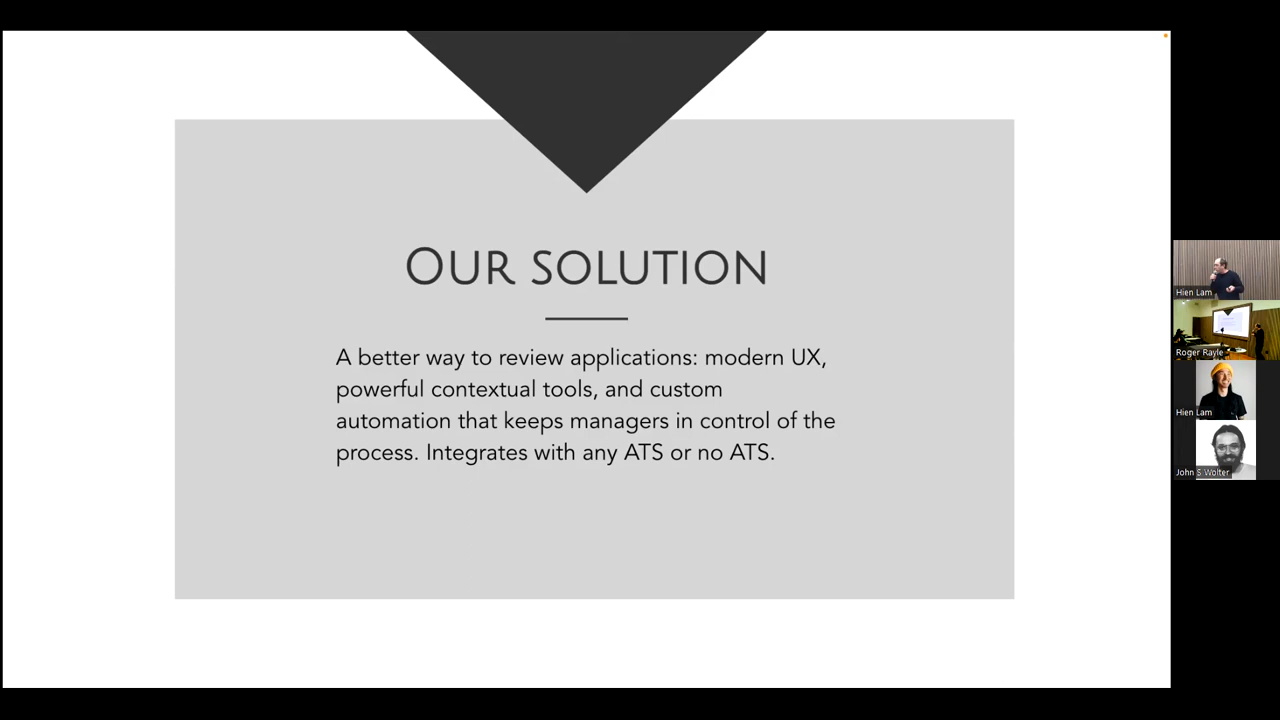 Our solution
A better way to review applications: modern UX,
powerful contextual tools, and custom
automation that keeps managers in control of the
process. Integrates with any ATS or no ATS.
Hien Lam
Roger Rayle
Hien Lam
John S Wolter